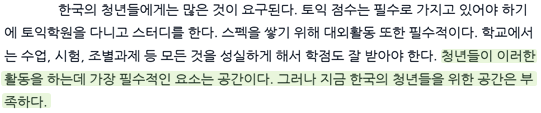 한국의 청년들에게는 많은 것이 요구된다. 토익 점수는 필수로 가지고 있어야 하기
에 토익학원을 다니고 스터디를 한다. 스펙을 쌓기 위해 대외활동 또한 필수적이다. 학교에서
는 수업, 시험, 조별과제 등 모든 것을 성실하게 해서 학점도 잘 받아야 한다. 청년들이 이러한
활동을 하는데 가장 필수적인 요소는 공간이다. 그러나 지금 한국의 청년들을 위한 공간은 부
족하다.